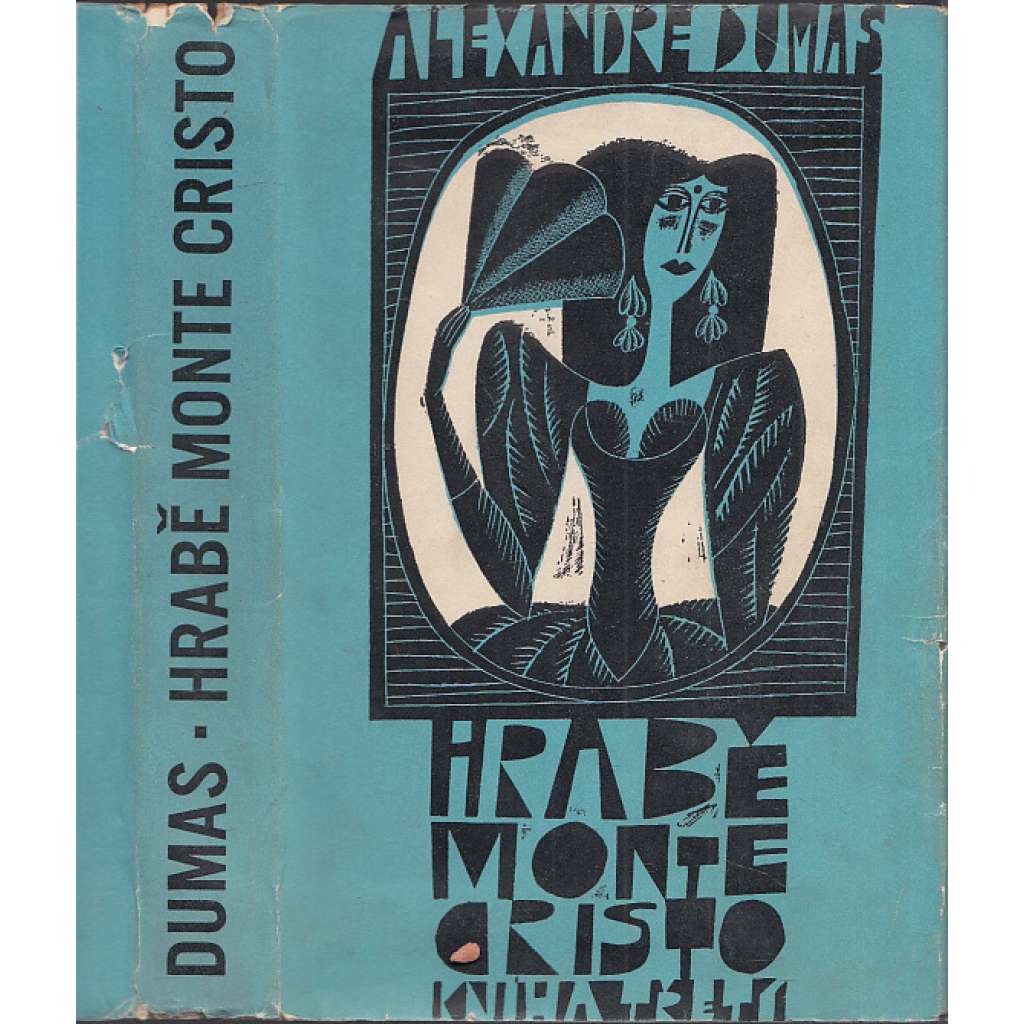 DUMAS · HRABĚ MONTE CRISTO
ALEXANDRE DUMAS
HRABĚ
MONTE
CRISTO
KNIHA TŘETÍ